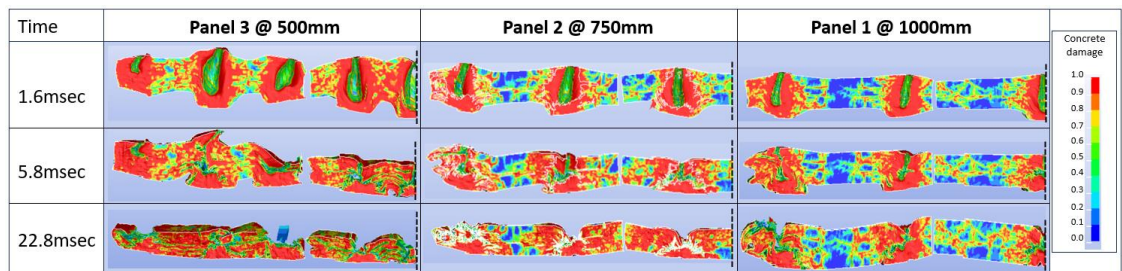 Time
Panel 3 @ 500mm
Panel 2 @ 750mm
Panel 1 @ 1000mm
Concrete
damage
1.6msec
5.8msec
22.8msec
1.0
0.9
0.8
0.7
0.6
0.5
0.4
0.3
0.2
0.1
0.0